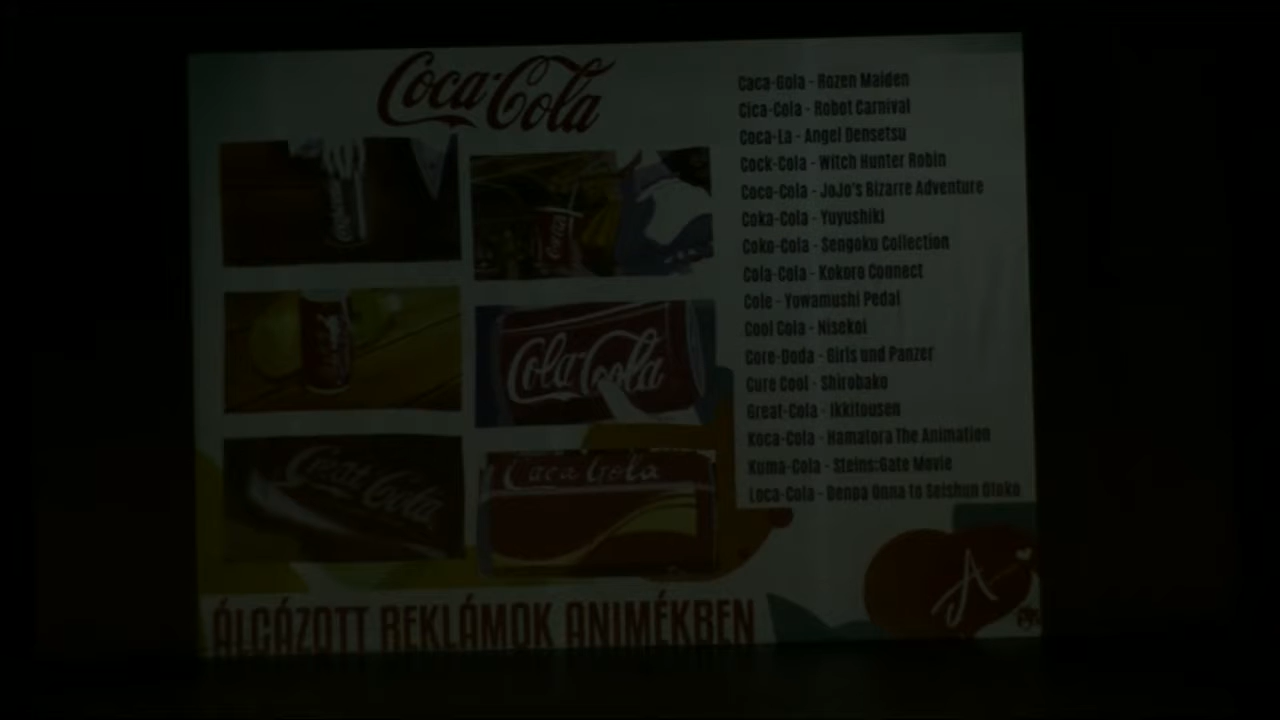 Coca-Cola
Caca-Gola - Rozen Maiden
Cica-Cola - Robot Carnival
Coca-La - Angel Densetsu
Cock-Cola - Witch Hunter Robin
Coco-Cola - JoJo's Bizarre Adventure
Coka-Cola - Yuyushiki
Coko-Cola - Sengoku Collection
Cola-Cola - Kokoro Connect
Cole - Yowamushi Pedal
Cool Cola - Nisekoi
Core-Doda - Girls und Panzer
Cure Cool - Shirobako
Great-Cola - Ikkitousen
Koca-Cola - Hamatora The Animation
Kuma-Cola - Steins;Gate Movie
Loca-Cola - Denpa Onna to Seishun Otoko
Cola-Coola
Great Cola
Caca Gola
ÁLCÁZOTT REKLÁMOK ANIMÉKBEN
A